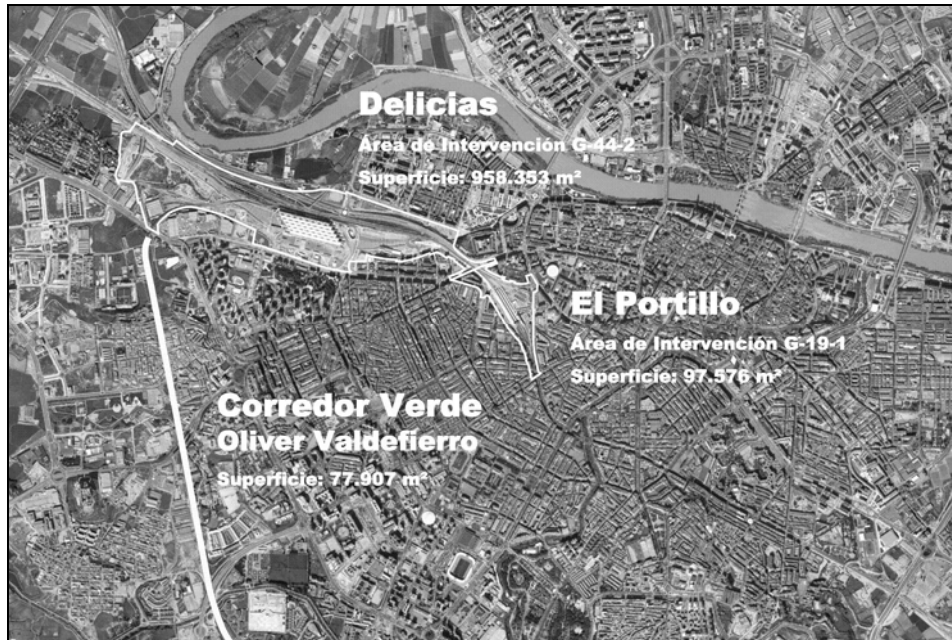 Delicias
Área de Intervención G-44-2
Superficie: 958.353 m²
El Portillo
Área de Intervención G-19-1
Superficie: 97.576 m²
Corredor Verde
Oliver Valdefierro
Superficie: 77.907 m²